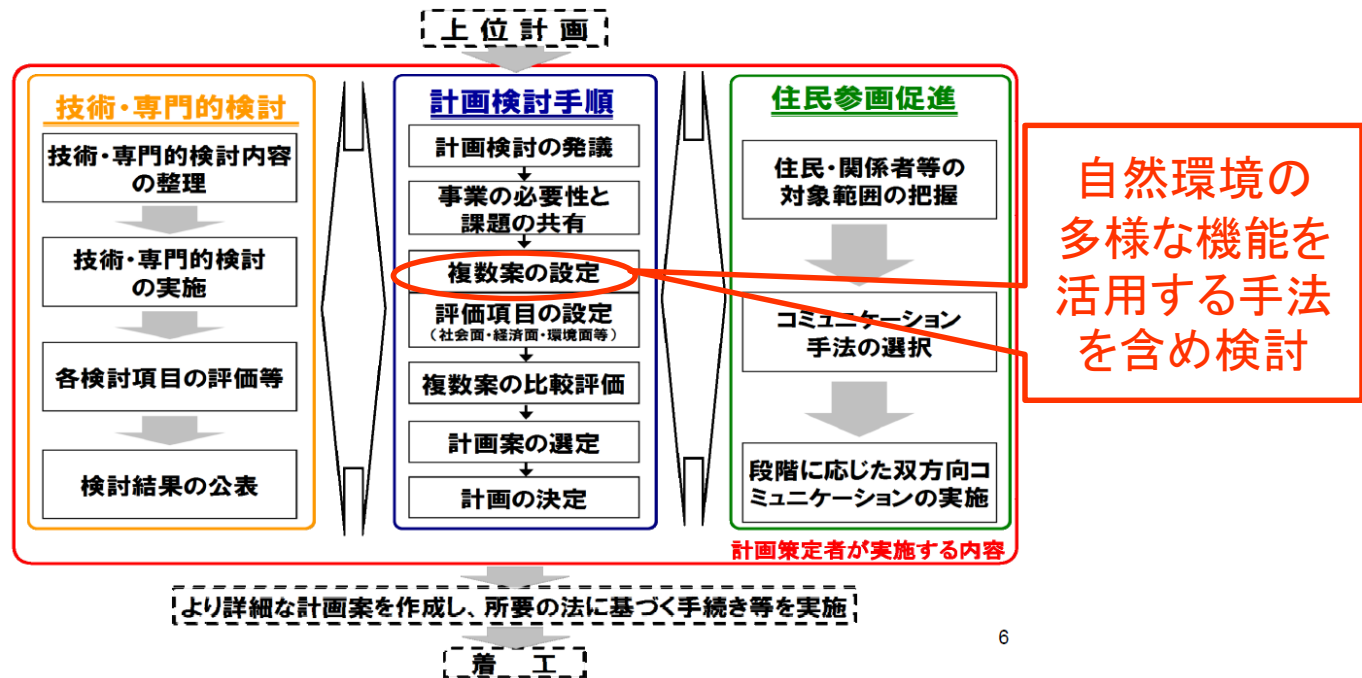 上位計画
技術・専門的検討
技術・専門的検討内容
の整理
技術・専門的検討
の実施
各検討項目の評価等
検討結果の公表
計画検討手順
計画検討の発議
事業の必要性と
課題の共有
複数案の設定
評価項目の設定
（社会面・経済面・環境面等）
複数案の比較評価
計画案の選定
計画の決定
住民参画促進
住民・関係者等の
対象範囲の把握
コミュニケーション
手法の選択
段階に応じた双方向コ
ミュニケーションの実施
計画策定者が実施する内容
自然環境の
多様な機能を
活用する手法
を含め検討
より詳細な計画案を作成し、所要の法に基づく手続き等を実施
着　工
6